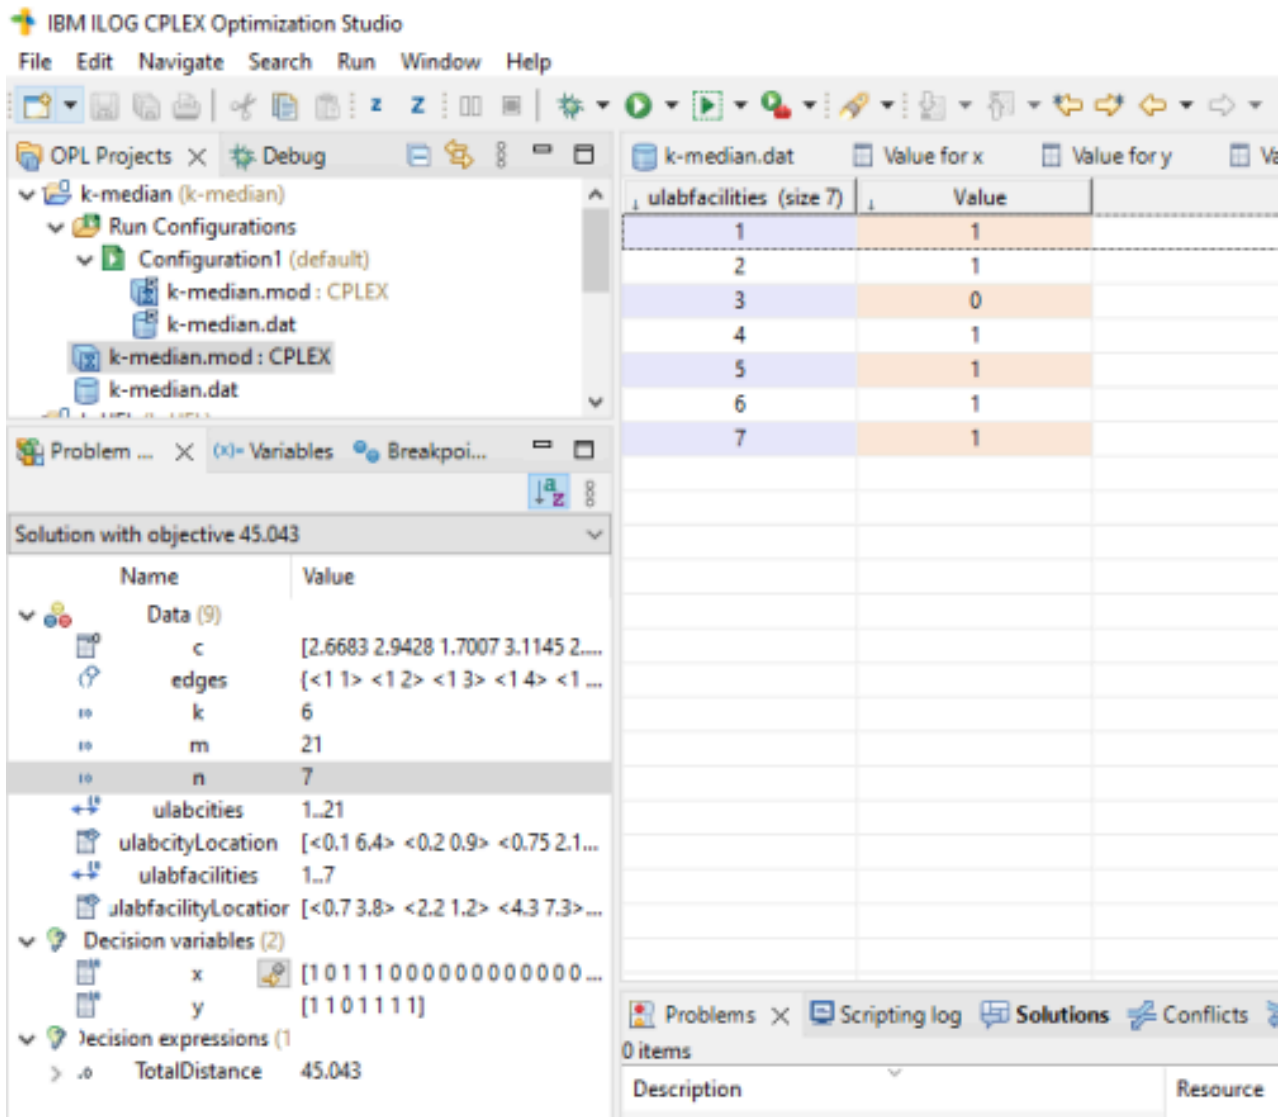 IBM ILOG CPLEX Optimization Studio
File Edit Navigate Search Run Window Help
OPL Projects Debug
k-median (k-median)
Run Configurations
Configuration1 (default)
k-median.mod : CPLEX
k-median.dat
k-median.mod : CPLEX
k-median.dat
Problem ... (x)= Variables Breakpoi...
Solution with objective 45.043
Name Value
Data (9)
c [2.6683 2.9428 1.7007 3.1145 2....
edges {<1 1> <1 2> <1 3> <1 4> <1 ...
k 6
m 21
n 7
ulabcities 1..21
ulabcityLocation [<0.1 6.4> <0.2 0.9> <0.75 2.1...
ulabfacilities 1..7
ulabfacilityLocation [<0.7 3.8> <2.2 1.2> <4.3 7.3>...
Decision variables (2)
x [1 0 1 1 1 0 0 0 0 0 0 0 0 0 0 0 0 ...
y [1 1 0 1 1 1 1]
Decision expressions (1
TotalDistance 45.043
k-median.dat Value for x Value for y Va
ulabfacilities (size 7) Value
1 1
2 1
3 0
4 1
5 1
6 1
7 1
Problems Scripting log Solutions Conflicts
0 items
Description Resource